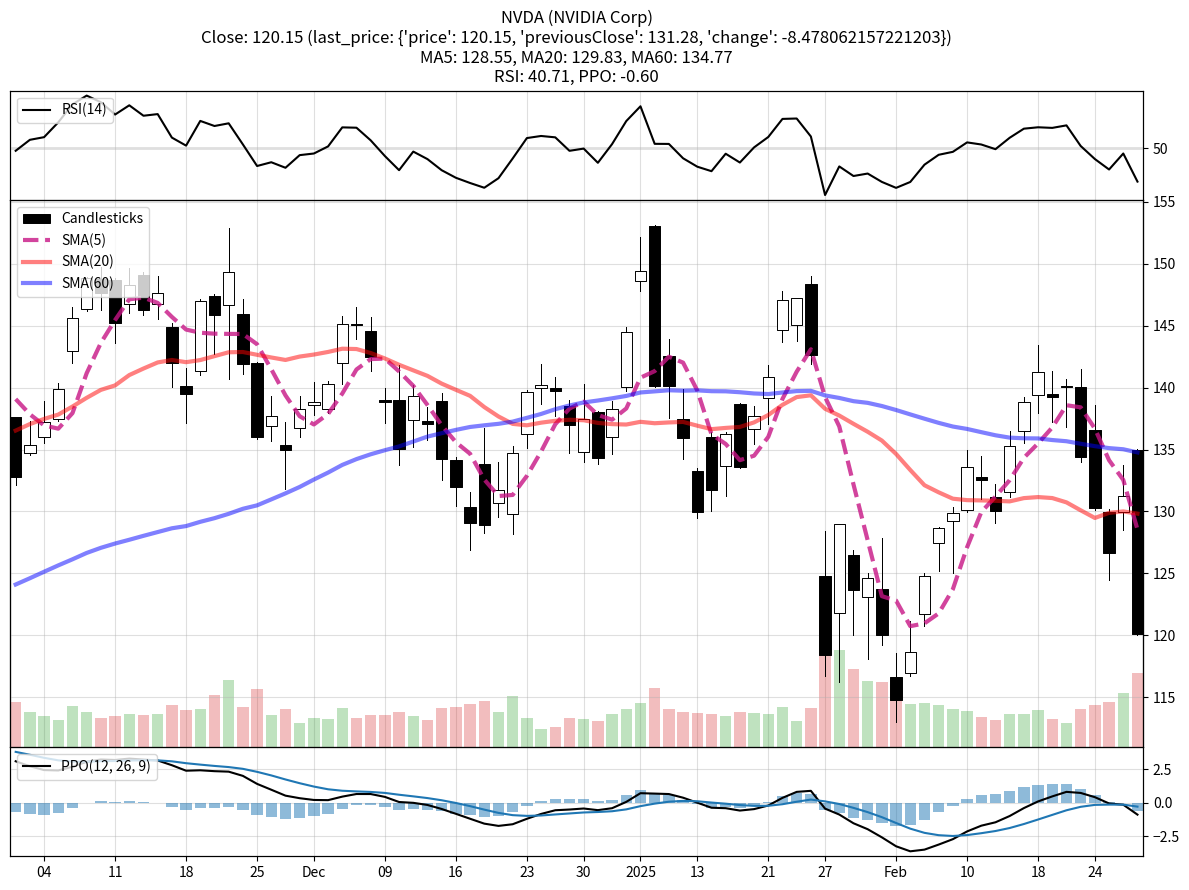 NVDA (NVIDIA Corp)
Close: 120.15 (last_price: {'price': 120.15, 'previousClose': 131.28, 'change': -8.478062157221203})
MA5: 128.55, MA20: 129.83, MA60: 134.77
RSI: 40.71, PPO: -0.60
RSI(14)
50
Candlesticks
SMA(5)
SMA(20)
SMA(60)
155
150
145
140
135
130
125
120
115
PPO(12, 26, 9)
2.5
0.0
−2.5
04 11 18 25 Dec 09 16 23 30 2025 13 21 27 Feb 10 18 24